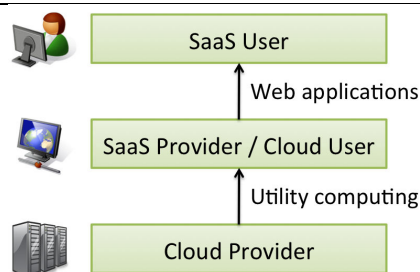 SaaS User
Web applications
SaaS Provider / Cloud User
Utility computing
Cloud Provider